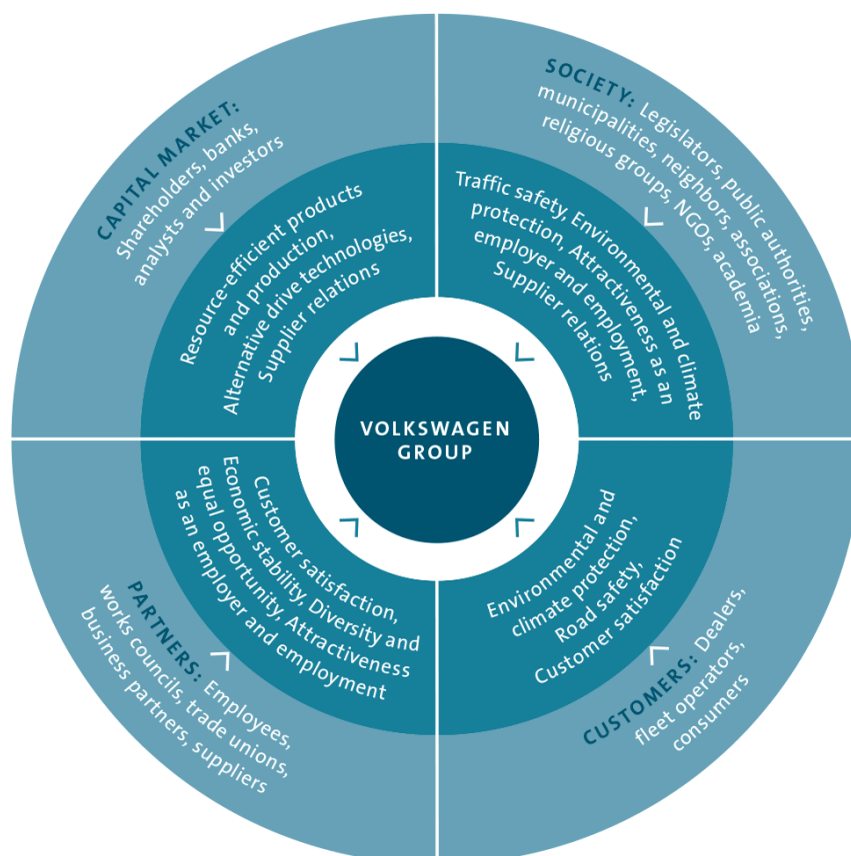 CAPITAL MARKET:
Shareholders, banks,
analysts and investors
Resource-efficient products
and production,
Alternative drive technologies,
Supplier relations
SOCIETY: Legislators, public authorities,
municipalities, neighbors, associations,
religious groups, NGOs, academia
Traffic safety, Environmental and climate
protection, Attractiveness as an
employer and employment,
Supplier relations
VOLKSWAGEN
GROUP
Customer satisfaction,
Economic stability, Diversity and
equal opportunity, Attractiveness
as an employer and employment
PARTNERS: Employees,
works councils, trade unions,
business partners, suppliers
Environmental and
climate protection,
Road safety,
Customer satisfaction
CUSTOMERS: Dealers,
fleet operators,
consumers